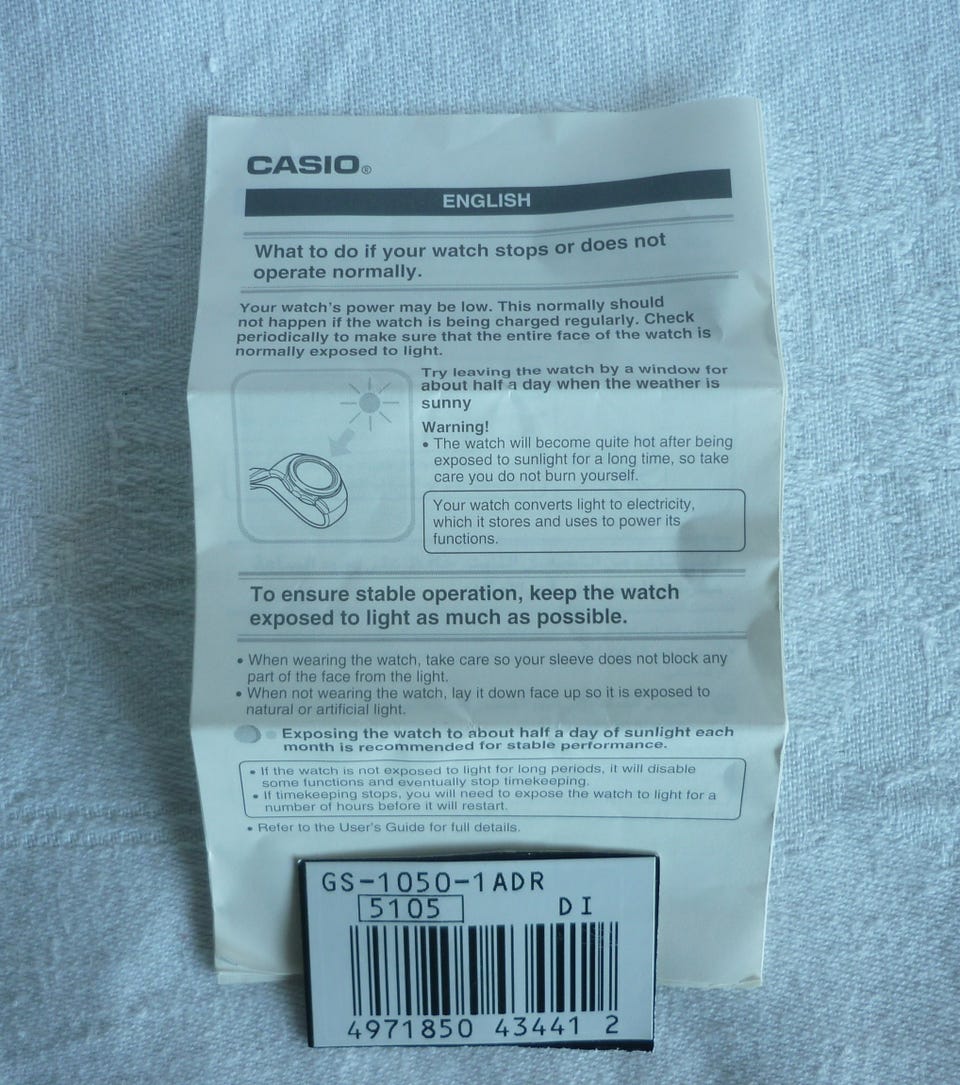 CASIO®
ENGLISH
What to do if your watch stops or does not
operate normally.
Your watch's power may be low. This normally should
not happen if the watch is being charged regularly. Check
periodically to make sure that the entire face of the watch is
normally exposed to light.
Try leaving the watch by a window for
about half a day when the weather is
sunny
Warning!
• The watch will become quite hot after being
exposed to sunlight for a long time, so take
care you do not burn yourself.
Your watch converts light to electricity,
which it stores and uses to power its
functions.
To ensure stable operation, keep the watch
exposed to light as much as possible.
• When wearing the watch, take care so your sleeve does not block any
part of the face from the light.
• When not wearing the watch, lay it down face up so it is exposed to
natural or artificial light.
Exposing the watch to about half a day of sunlight each
month is recommended for stable performance.
• If the watch is not exposed to light for long periods, it will disable
some functions and eventually stop timekeeping.
• If timekeeping stops, you will need to expose the watch to light for a
number of hours before it will restart.
• Refer to the User's Guide for full details.
GS-1050-1ADR
5105 DI
4971850 43441 2